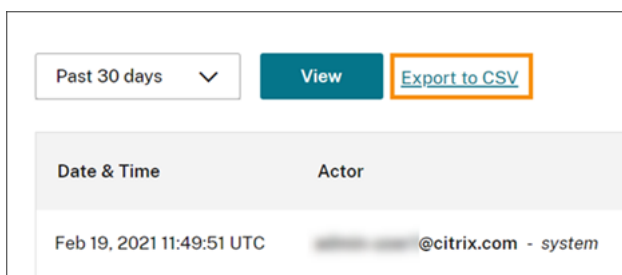 Past 30 days View Export to CSV
Date & Time Actor
Feb 19, 2021 11:49:51 UTC @citrix.com - system